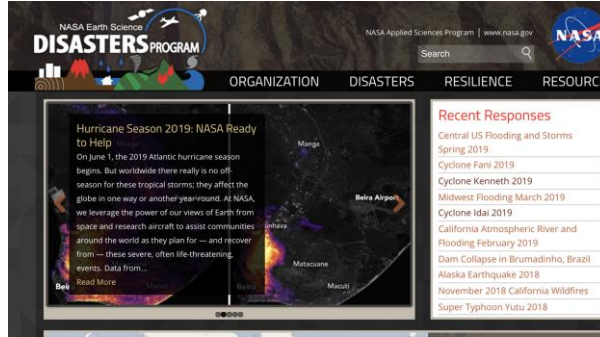 NASA Earth Science
DISASTERS PROGRAM
NASA Applied Sciences Program | www.nasa.gov
Search
NASA
ORGANIZATION DISASTERS RESILIENCE RESOURC
Hurricane Season 2019: NASA Ready
to Help
On June 1, the 2019 Atlantic hurricane season
begins. But worldwide there really is no off-
season for these tropical storms; they affect the
globe in one way or another year-round. At NASA,
we leverage the power of our views of Earth from
space and research aircraft to assist communities
around the world as they plan for — and recover
from — these severe, often life-threatening,
events. Data from...
Read More
Manga
Beira Airport
Matacuane
Macuti
Recent Responses
Central US Flooding and Storms
Spring 2019
Cyclone Fani 2019
Cyclone Kenneth 2019
Midwest Flooding March 2019
Cyclone Idai 2019
California Atmospheric River and
Flooding February 2019
Dam Collapse in Brumadinho, Brazil
Alaska Earthquake 2018
November 2018 California Wildfires
Super Typhoon Yutu 2018